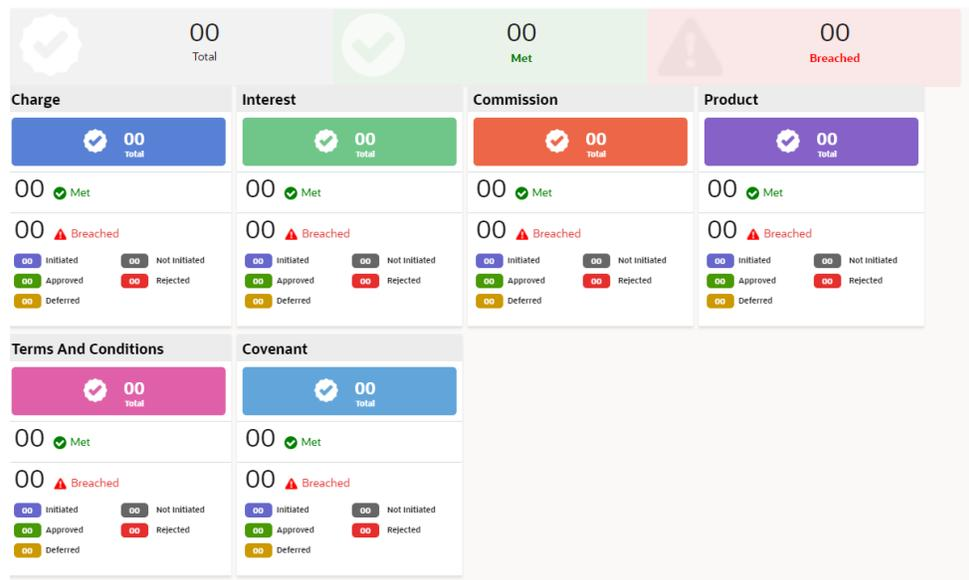 00
Total
00
Met
00
Breached
Charge
00
Total
00 Met
00 Breached
00 Initiated 00 Not Initiated
00 Approved 00 Rejected
00 Deferred
Interest
00
Total
00 Met
00 Breached
00 Initiated 00 Not Initiated
00 Approved 00 Rejected
00 Deferred
Commission
00
Total
00 Met
00 Breached
00 Initiated 00 Not Initiated
00 Approved 00 Rejected
00 Deferred
Product
00
Total
00 Met
00 Breached
00 Initiated 00 Not Initiated
00 Approved 00 Rejected
00 Deferred
Terms And Conditions
00
Total
00 Met
00 Breached
00 Initiated 00 Not Initiated
00 Approved 00 Rejected
00 Deferred
Covenant
00
Total
00 Met
00 Breached
00 Initiated 00 Not Initiated
00 Approved 00 Rejected
00 Deferred